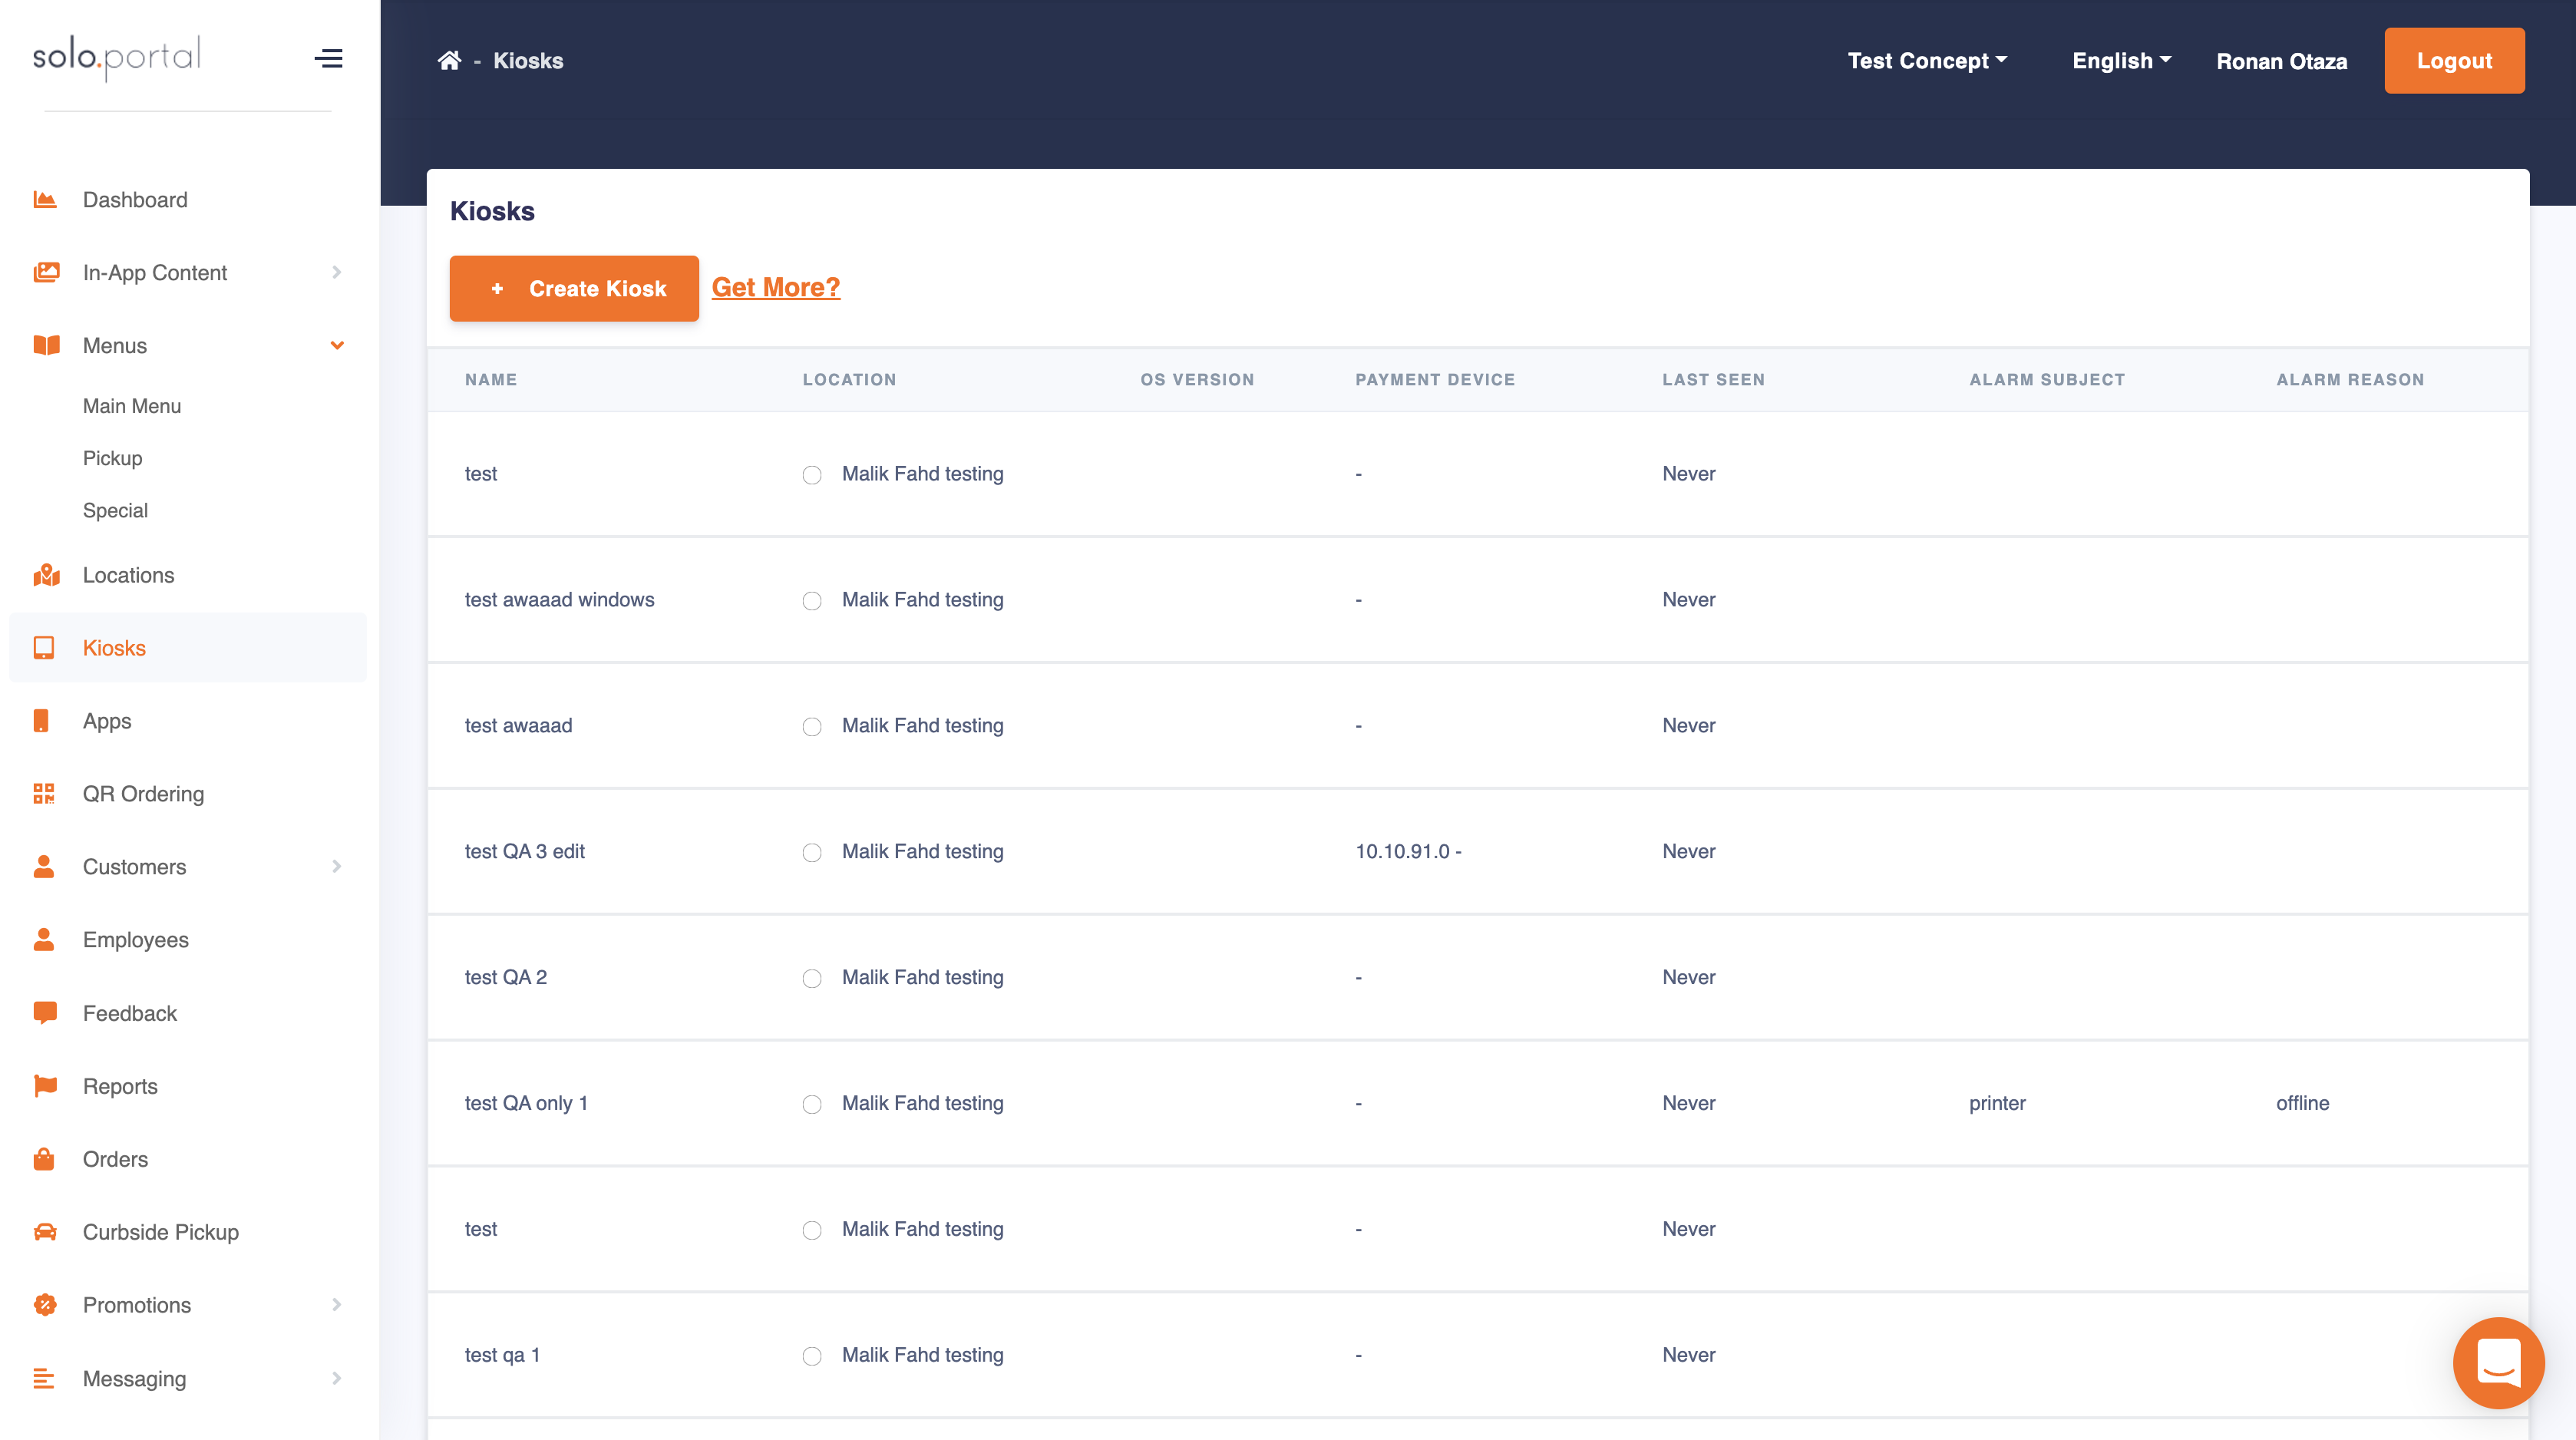 solo.portal
Dashboard
In-App Content
Menus
Main Menu
Pickup
Special
Locations
Kiosks
Apps
QR Ordering
Customers
Employees
Feedback
Reports
Orders
Curbside Pickup
Promotions
Messaging
- Kiosks
Test Concept
English
Ronan Otaza
Logout
Kiosks
+ Create Kiosk
Get More?
NAME LOCATION OS VERSION PAYMENT DEVICE LAST SEEN ALARM SUBJECT ALARM REASON
test Malik Fahd testing - Never
test awaaad windows Malik Fahd testing - Never
test awaaad Malik Fahd testing - Never
test QA 3 edit Malik Fahd testing 10.10.91.0 - Never
test QA 2 Malik Fahd testing - Never
test QA only 1 Malik Fahd testing - Never printer offline
test Malik Fahd testing - Never
test qa 1 Malik Fahd testing - Never